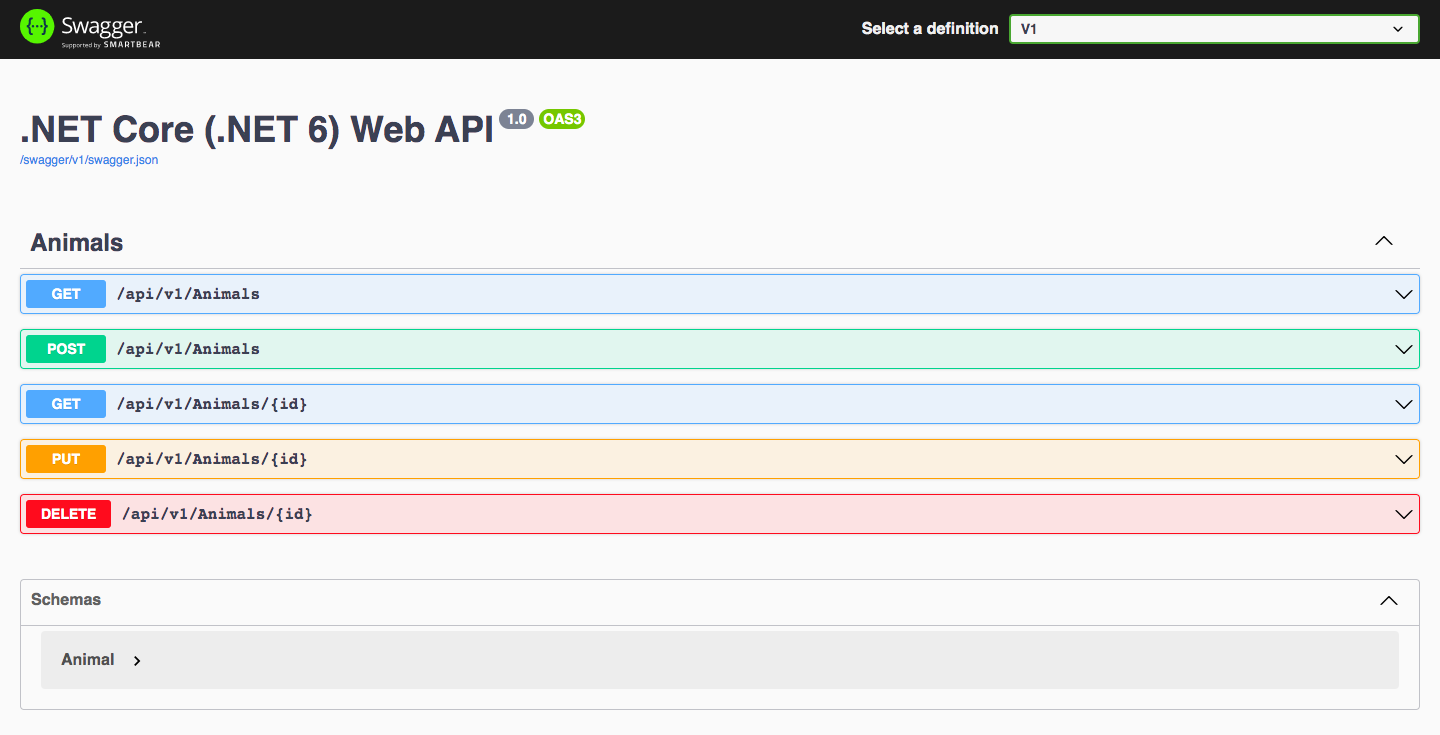 Swagger
Supported by SMARTBEAR
Select a definition
V1
.NET Core (.NET 6) Web API 1.0 OAS3
/swagger/v1/swagger.json
Animals
GET /api/v1/Animals
POST /api/v1/Animals
GET /api/v1/Animals/{id}
PUT /api/v1/Animals/{id}
DELETE /api/v1/Animals/{id}
Schemas
Animal